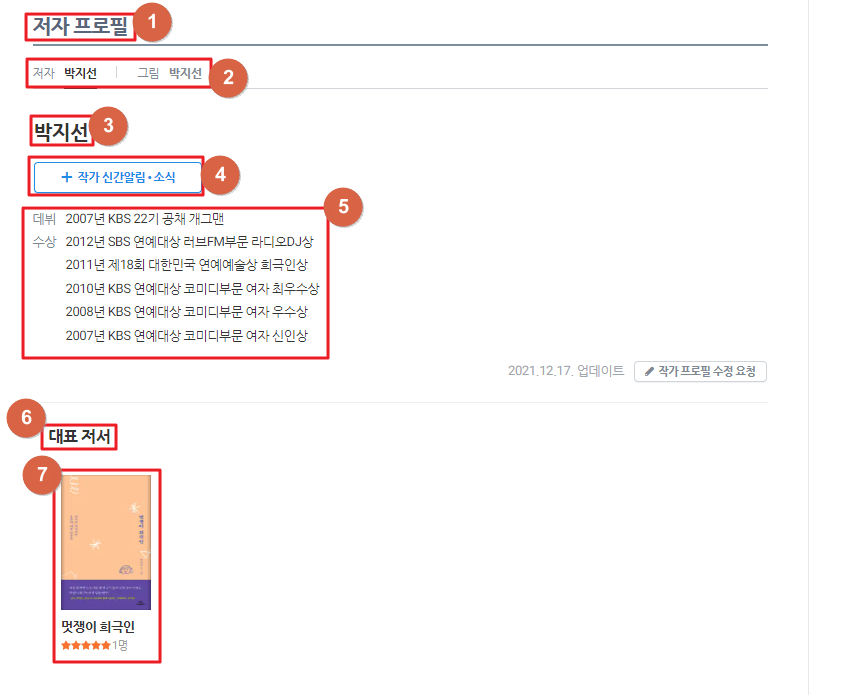 저자 프로필 1
저자 박지선 그림 박지선 2
박지선 3
+ 작가 신간알림 • 소식 4
5
데뷔 2007년 KBS 22기 공채 개그맨
수상 2012년 SBS 연예대상 러브FM부문 라디오DJ상
2011년 제18회 대한민국 연예예술상 희극인상
2010년 KBS 연예대상 코미디부문 여자 최우수상
2008년 KBS 연예대상 코미디부문 여자 우수상
2007년 KBS 연예대상 코미디부문 여자 신인상
2021.12.17. 업데이트 작가 프로필 수정 요청
6
대표 저서
7
멋쟁이 희극인
멋쟁이 희극인
1명